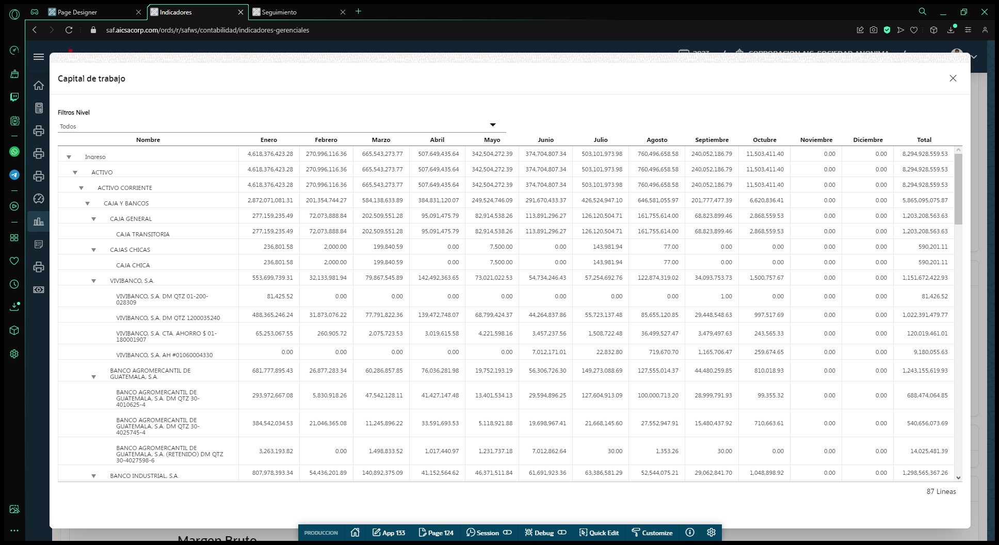 Page Designer
Indicadores
Seguimiento
saf.aicsacorp.com/ords/r/safws/contabilidad/indicadores-gerenciales
2023 / CORPORACION AIC, SOCIEDAD ANONIMA /
Capital de trabajo
Filtros Nivel
Todos
Nombre Enero Febrero Marzo Abril Mayo Junio Julio Agosto Septiembre Octubre Noviembre Diciembre Total
Ingreso 4,618,376,423.28 270,996,116.36 665,543,273.77 507,649,435.64 342,504,272.39 374,704,807.34 503,101,973.98 760,496,658.58 240,052,186.79 11,503,411.40 0.00 0.00 8,294,928,559.53
ACTIVO 4,618,376,423.28 270,996,116.36 665,543,273.77 507,649,435.64 342,504,272.39 374,704,807.34 503,101,973.98 760,496,658.58 240,052,186.79 11,503,411.40 0.00 0.00 8,294,928,559.53
ACTIVO CORRIENTE 4,618,376,423.28 270,996,116.36 665,543,273.77 507,649,435.64 342,504,272.39 374,704,807.34 503,101,973.98 760,496,658.58 240,052,186.79 11,503,411.40 0.00 0.00 8,294,928,559.53
CAJA Y BANCOS 2,872,071,081.31 201,354,744.27 584,138,633.89 384,831,120.07 249,524,746.09 291,670,433.37 426,524,947.10 646,581,055.97 201,777,477.39 6,620,836.41 0.00 0.00 5,865,095,075.87
CAJA GENERAL 277,159,235.49 72,073,888.84 202,509,551.28 95,091,475.79 82,914,538.26 113,891,296.27 126,120,504.71 161,755,614.00 68,823,899.46 2,868,559.53 0.00 0.00 1,203,208,563.63
CAJA TRANSITORIA 277,159,235.49 72,073,888.84 202,509,551.28 95,091,475.79 82,914,538.26 113,891,296.27 126,120,504.71 161,755,614.00 68,823,899.46 2,868,559.53 0.00 0.00 1,203,208,563.63
CAJAS CHICAS 236,801.58 2,000.00 199,840.59 0.00 7,500.00 0.00 143,981.94 77.00 0.00 0.00 0.00 0.00 590,201.11
CAJA CHICA 236,801.58 2,000.00 199,840.59 0.00 7,500.00 0.00 143,981.94 77.00 0.00 0.00 0.00 0.00 590,201.11
VIVIBANCO, S.A. 553,699,739.31 32,133,981.94 79,867,545.89 142,492,363.65 73,021,022.53 54,734,246.43 57,254,692.76 122,874,319.02 34,093,753.73 1,500,757.67 0.00 0.00 1,151,672,422.93
VIVIBANCO, S.A. DM QTZ 01-200-
028309 81,425.52 0.00 0.00 0.00 0.00 0.00 0.00 0.00 1.00 0.00 0.00 0.00 81,426.52
VIVIBANCO, S.A. DM QTZ 1200035240 488,365,246.24 31,873,076.22 77,791,822.36 139,472,748.07 68,799,424.37 44,264,837.86 55,723,137.48 85,655,120.85 29,448,548.63 997,517.69 0.00 0.00 1,022,391,479.77
VIVIBANCO, S.A. CTA. AHORRO $ 01-
180001907 65,253,067.55 260,905.72 2,075,723.53 3,019,615.58 4,221,598.16 3,457,237.56 1,508,722.48 36,499,527.47 3,479,497.63 243,565.33 0.00 0.00 120,019,461.01
VIVIBANCO, S.A. AH #01060004330 0.00 0.00 0.00 0.00 0.00 7,012,171.01 22,832.80 719,670.70 1,165,706.47 259,674.65 0.00 0.00 9,180,055.63
BANCO AGROMERCANTIL DE
GUATEMALA, S.A. 681,777,895.43 26,877,283.34 60,286,857.85 76,036,281.98 19,752,193.19 56,306,726.30 149,273,088.69 127,555,014.37 44,480,259.85 810,018.93 0.00 0.00 1,243,155,619.93
BANCO AGROMERCANTIL DE
GUATEMALA, S.A. DM QTZ 30-
4010625-4 293,972,667.08 5,830,918.26 47,542,128.11 41,427,147.48 13,401,534.13 29,594,896.25 127,604,913.09 100,000,713.20 28,999,791.93 99,355.32 0.00 0.00 688,474,064.85
BANCO AGROMERCANTIL DE
GUATEMALA, S.A. DM QTZ 30-
4025745-4 384,542,034.53 21,046,365.08 11,245,896.22 33,591,693.53 5,118,921.88 19,698,967.41 21,668,145.60 27,552,947.91 15,480,437.92 710,663.61 0.00 0.00 540,656,073.69
BANCO AGROMERCANTIL DE
GUATEMALA, S.A. (RETENIDO) DM QTZ
30-4027598-6 3,263,193.82 0.00 1,498,833.52 1,017,440.97 1,231,737.18 7,012,862.64 30.00 1,353.26 30.00 0.00 0.00 0.00 14,025,481.39
BANCO INDUSTRIAL, S.A. 807,978,393.34 54,436,201.89 140,892,375.09 41,152,564.62 46,371,511.84 61,691,923.36 63,386,581.29 52,544,075.21 29,062,841.70 1,048,898.92 0.00 0.00 1,298,565,367.26
87 Líneas
PRODUCCION App 133 Page 124 Session Debug Quick Edit Customize
Margen Bruto